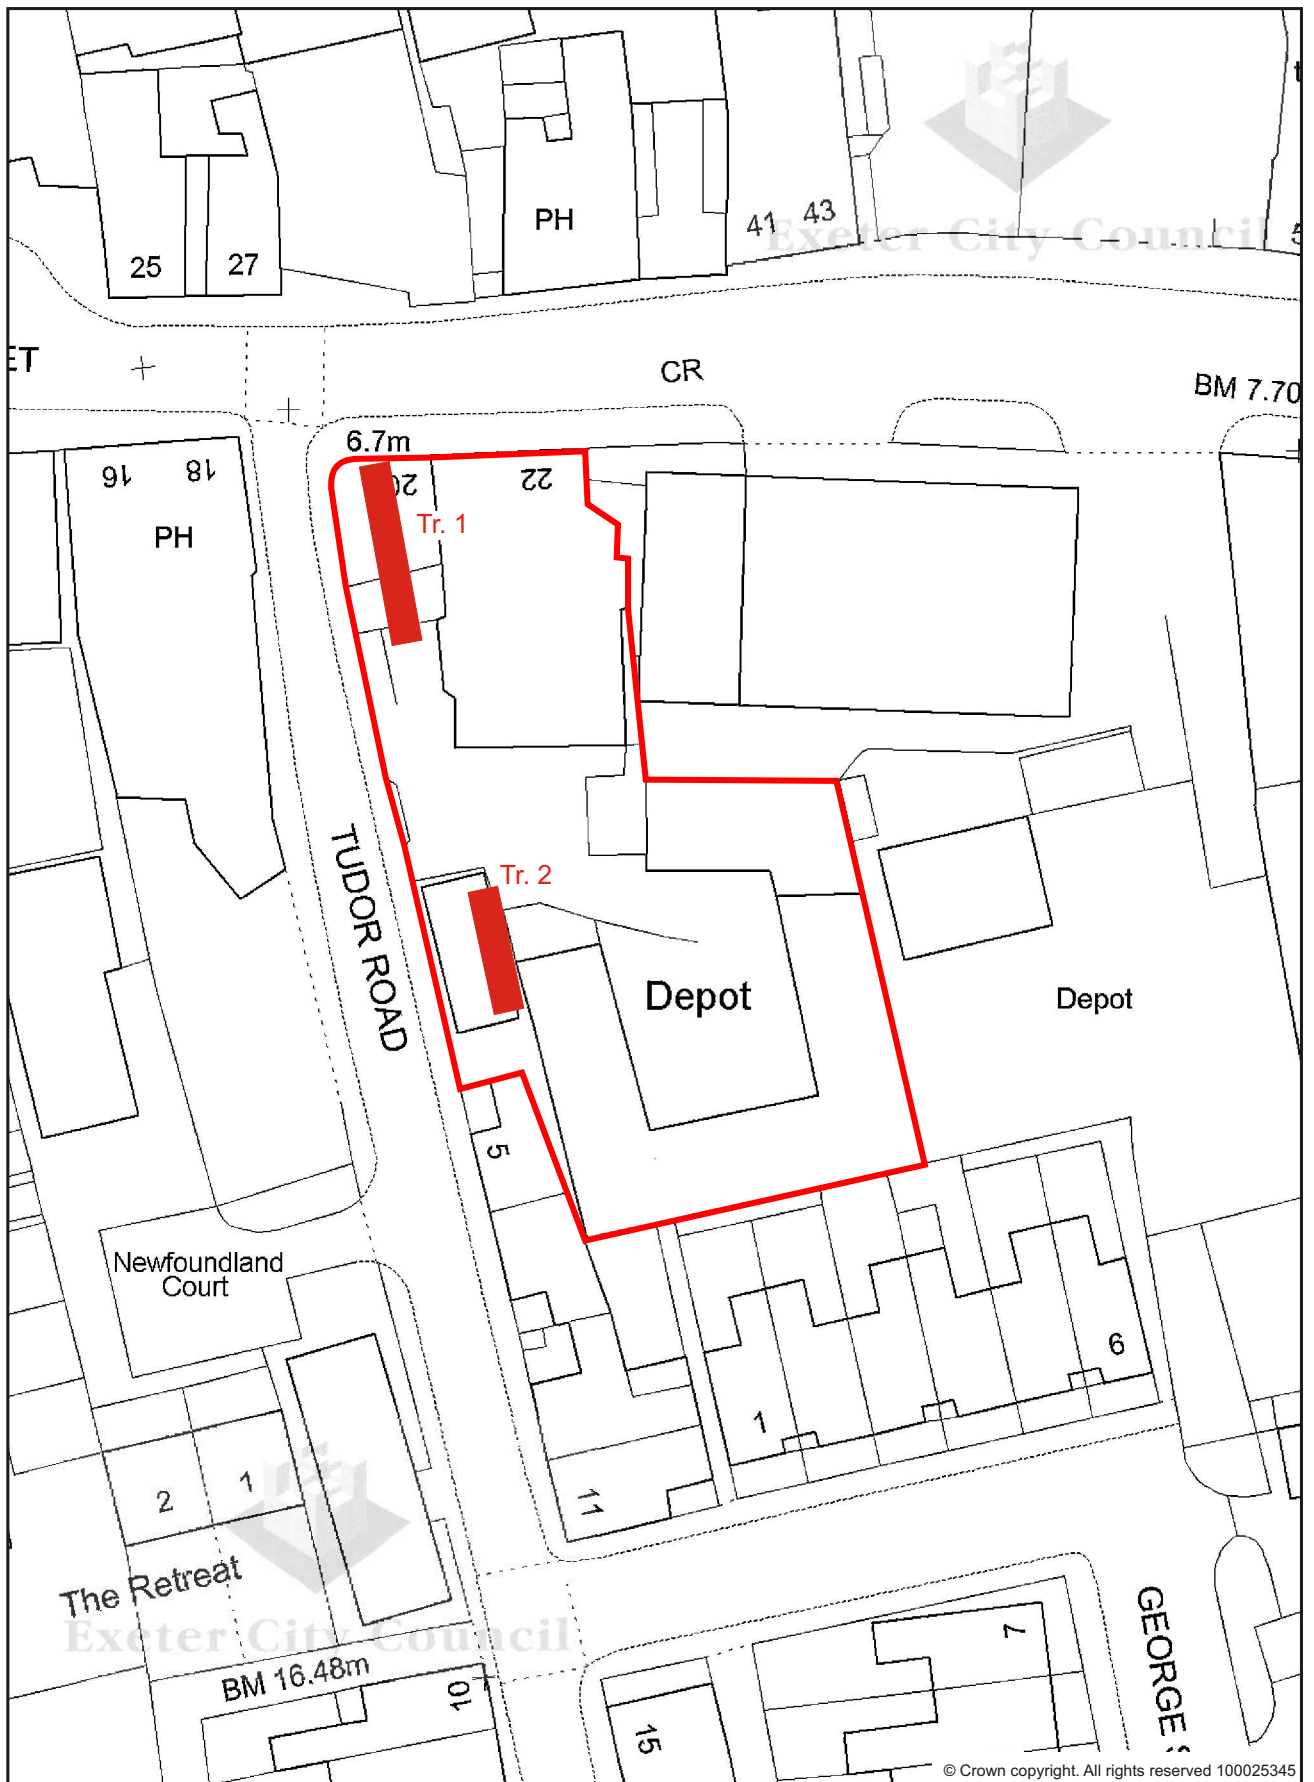 25
27
PH
41
43
Exeter City Council
ET
CR
BM 7.70
6.7m
16
18
20
22
PH
Tr. 1
TUDOR ROAD
Tr. 2
Depot
Depot
5
Newfoundland
Court
6
1
2
1
11
The Retreat
Exeter City Council
BM 16.48m
10
15
7
GEORGE S
© Crown copyright. All rights reserved 100025345